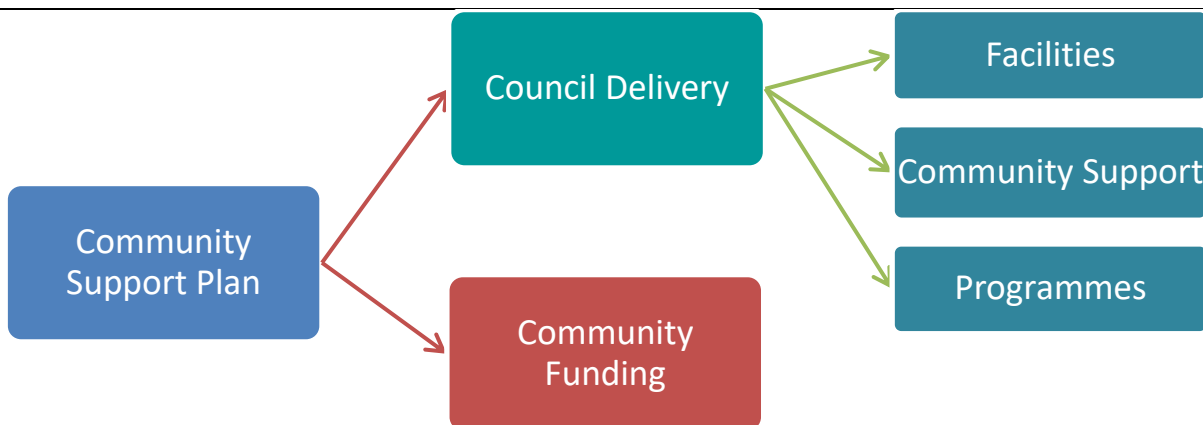 Community
Support Plan
Council Delivery
Community
Funding
Facilities
Community Support
Programmes